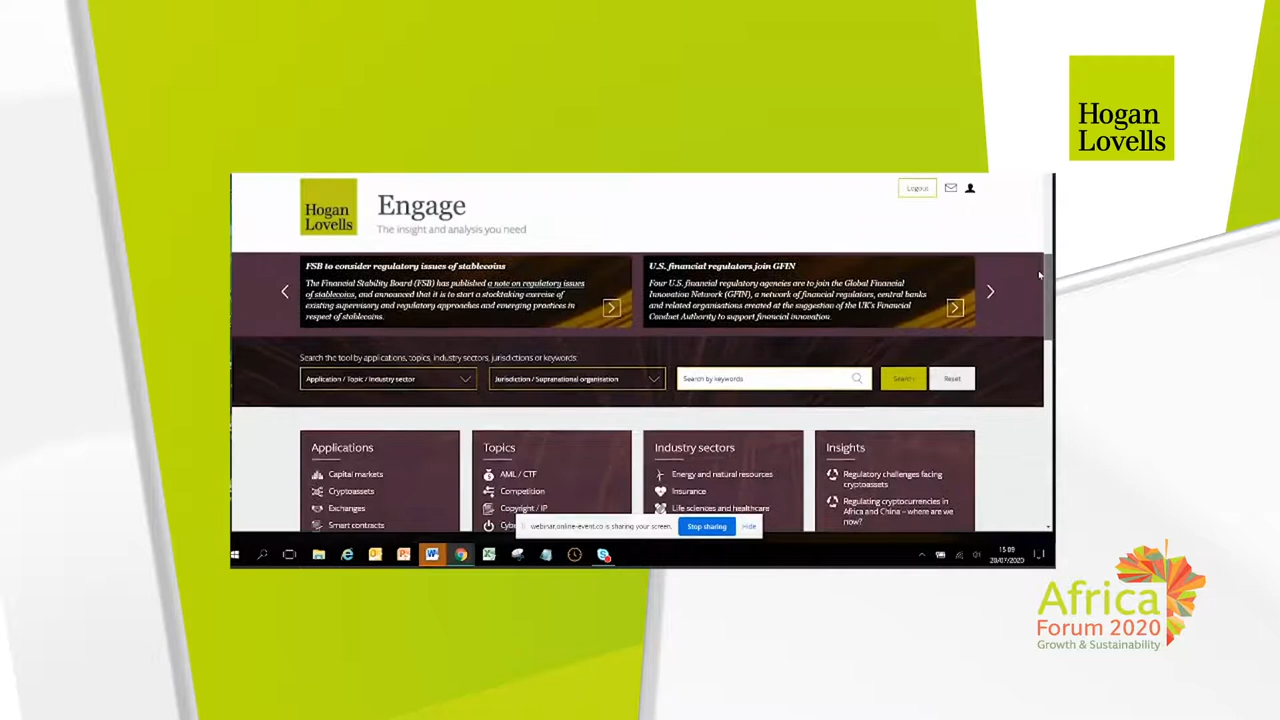 Hogan
Lovells
Hogan
Lovells
Engage
The insight and analysis you need
Logout
FSB to consider regulatory issues of stablecoins
The Financial Stability Board (FSB) has published a note on regulatory issues
of stablecoins, and announced that it is to start a stocktaking exercise of
existing supervisory and regulatory approaches and emerging practices in
respect of stablecoins.
U.S. financial regulators join GFIN
Four U.S. financial regulatory agencies are to join the Global Financial
Innovation Network (GFIN), a network of financial regulators, central banks
and related organisations created at the suggestion of the UK's Financial
Conduct Authority to support financial innovation.
Search the tool by applications, topics, industry sectors, jurisdictions or keywords:
Application / Topic / Industry sector
Jurisdiction / Supranational organisation
Search by keywords
Search
Reset
Applications
Capital markets
Cryptoassets
Exchanges
Smart contracts
Topics
AML / CTF
Competition
Copyright / IP
Industry sectors
Energy and natural resources
Insurance
Life sciences and healthcare
Insights
Regulatory challenges facing
cryptoassets
Regulating cryptocurrencies in
Africa and China – where are we
now?
webinar.online-event.co is sharing your screen.
Stop sharing
Hide
15:09
28/07/2020
Africa
Forum 2020
Growth & Sustainability